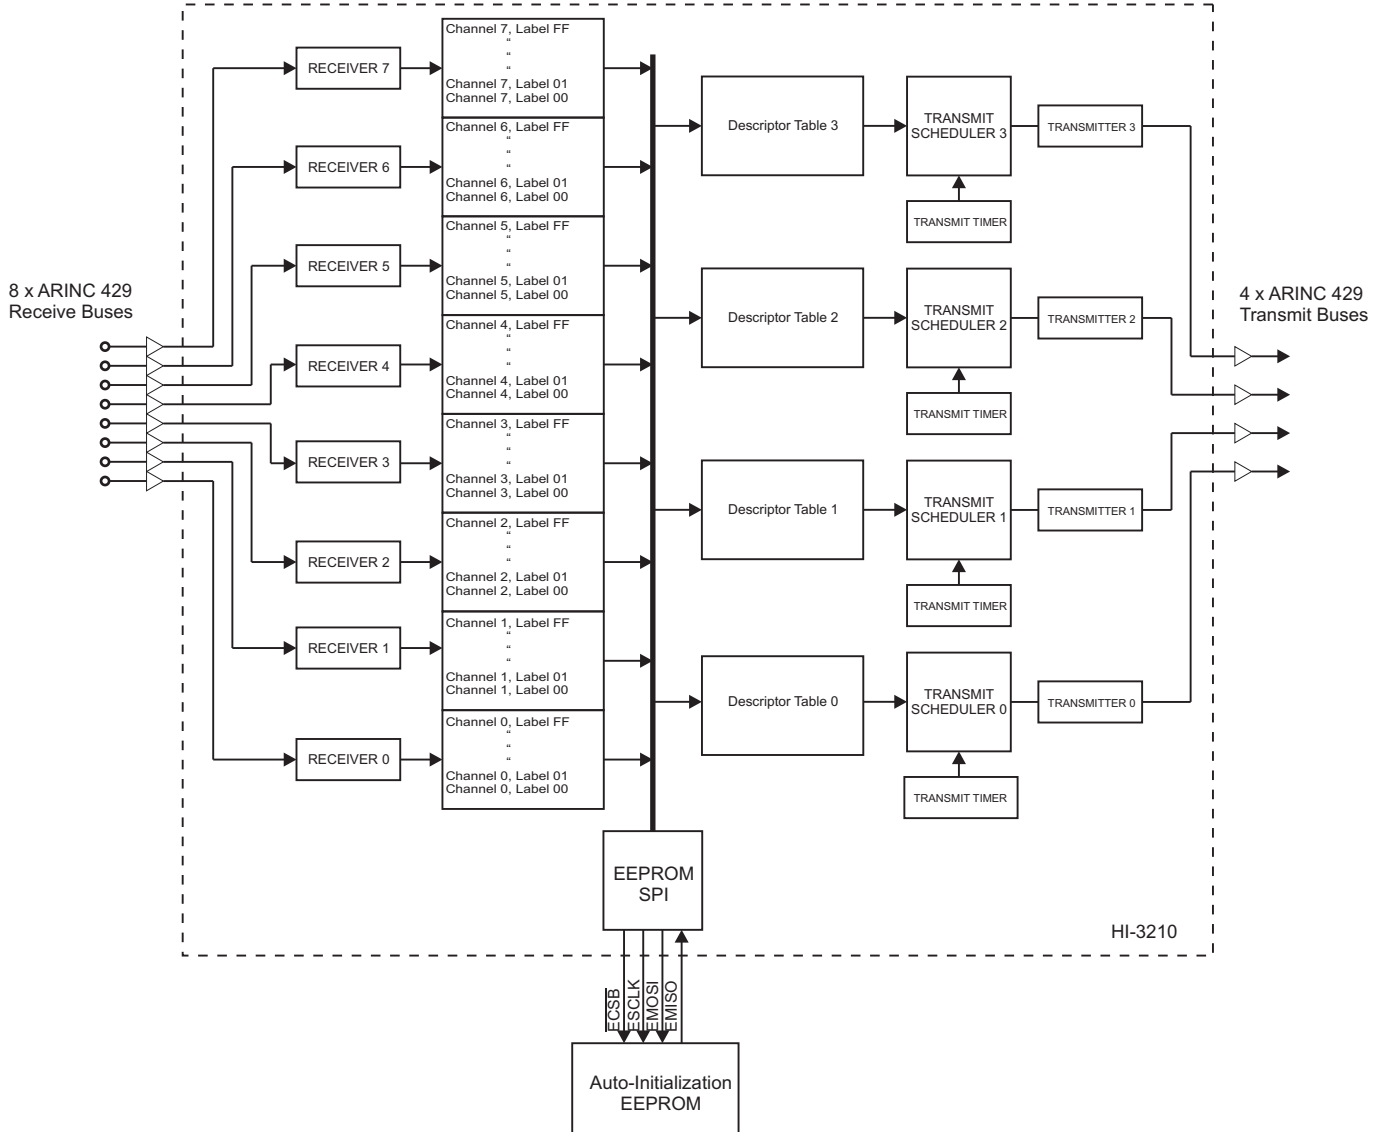 8 x ARINC 429
Receive Buses
RECEIVER 7
RECEIVER 6
RECEIVER 5
RECEIVER 4
RECEIVER 3
RECEIVER 2
RECEIVER 1
RECEIVER 0
Channel 7, Label FF
“
“
“
Channel 7, Label 01
Channel 7, Label 00
Channel 6, Label FF
“
“
“
Channel 6, Label 01
Channel 6, Label 00
Channel 5, Label FF
“
“
“
Channel 5, Label 01
Channel 5, Label 00
Channel 4, Label FF
“
“
“
Channel 4, Label 01
Channel 4, Label 00
Channel 3, Label FF
“
“
“
Channel 3, Label 01
Channel 3, Label 00
Channel 2, Label FF
“
“
“
Channel 2, Label 01
Channel 2, Label 00
Channel 1, Label FF
“
“
“
Channel 1, Label 01
Channel 1, Label 00
Channel 0, Label FF
“
“
“
Channel 0, Label 01
Channel 0, Label 00
Descriptor Table 3
TRANSMIT
SCHEDULER 3
TRANSMITTER 3
TRANSMIT TIMER
Descriptor Table 2
TRANSMIT
SCHEDULER 2
TRANSMITTER 2
TRANSMIT TIMER
Descriptor Table 1
TRANSMIT
SCHEDULER 1
TRANSMITTER 1
TRANSMIT TIMER
Descriptor Table 0
TRANSMIT
SCHEDULER 0
TRANSMITTER 0
TRANSMIT TIMER
4 x ARINC 429
Transmit Buses
EEPROM
SPI
HI-3210
ECSB
ESCLK
EMOSI
EMISO
Auto-Initialization
EEPROM